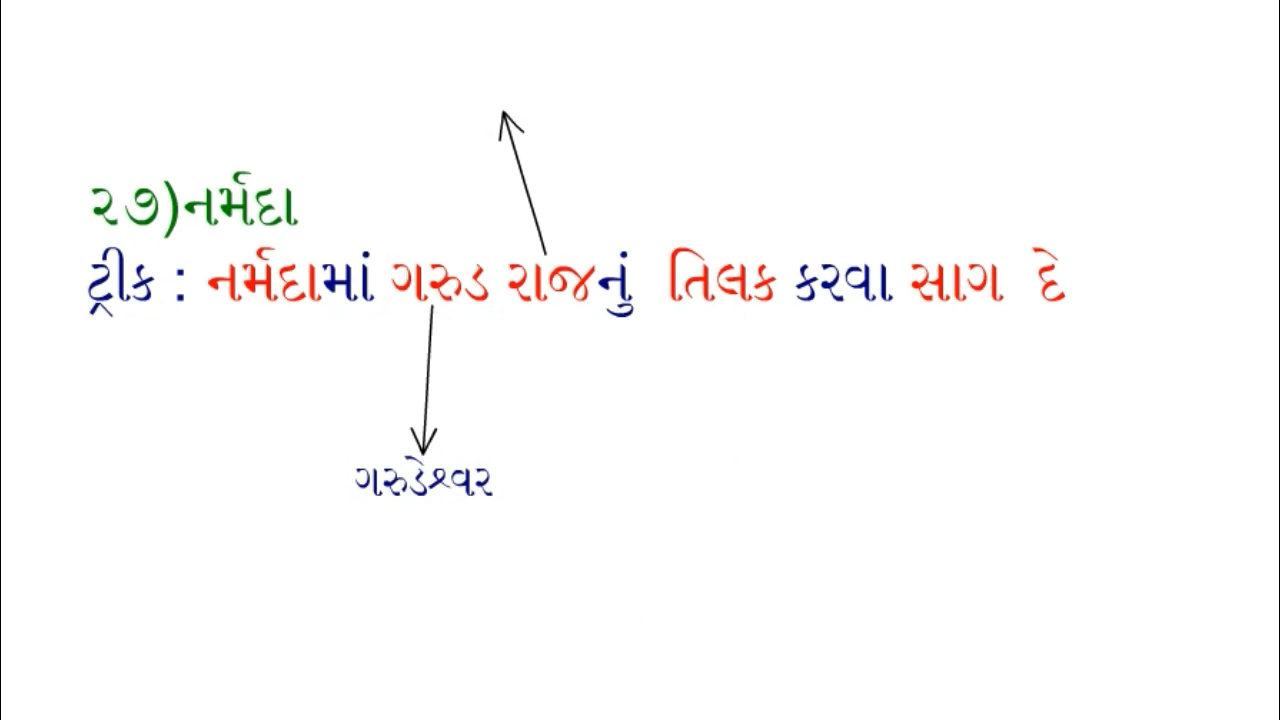 ૨૭)નર્મદા
ટ્રીક : નર્મદામાં ગરુડ રાજનું તિલક કરવા સાગ દે
ગરુડેશ્વર